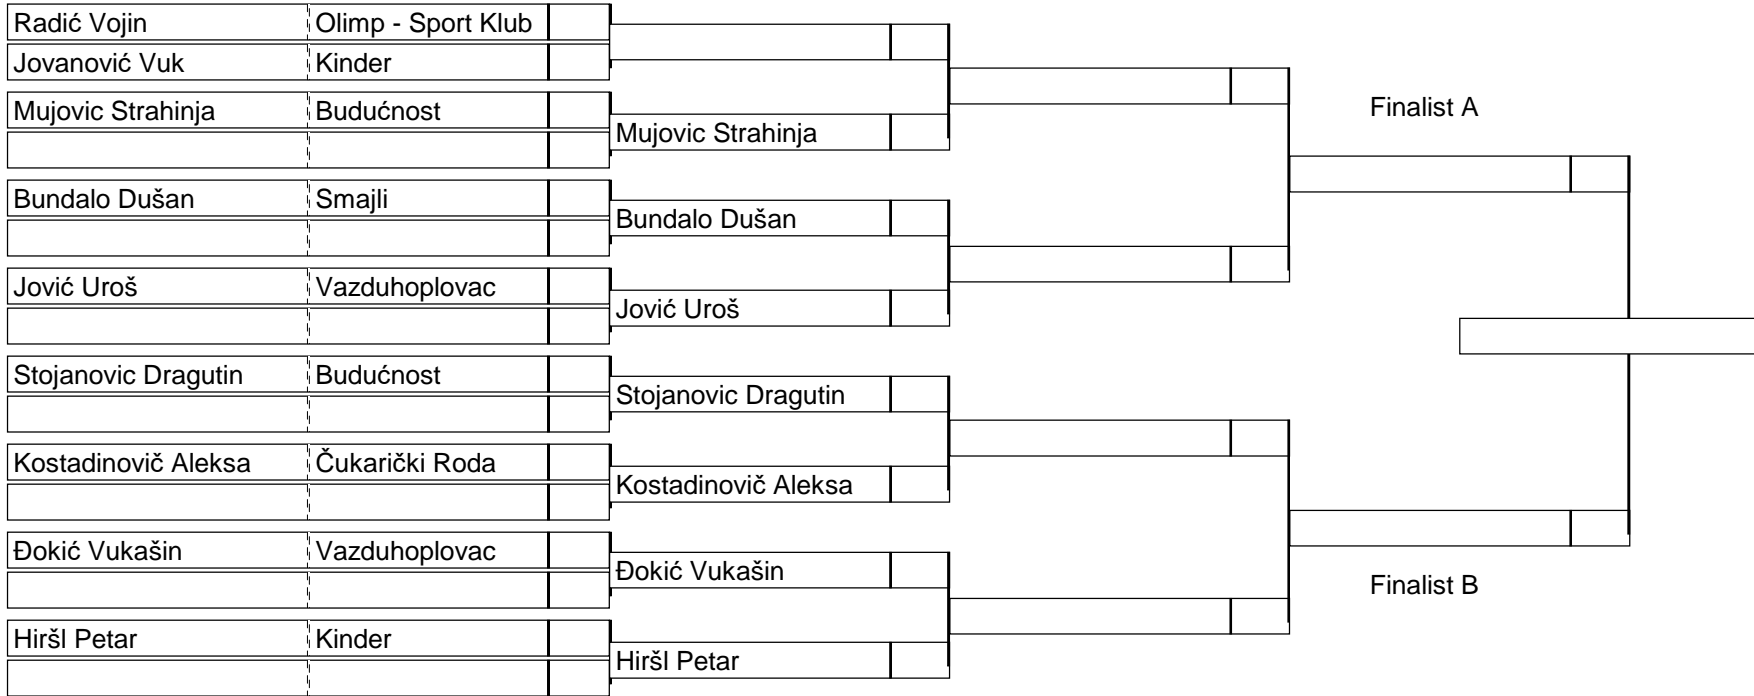 Radić Vojin Olimp - Sport Klub
Jovanović Vuk Kinder
Mujovic Strahinja Budućnost
Mujovic Strahinja
Bundalo Dušan Smajli
Bundalo Dušan
Jović Uroš Vazduhoplovac
Jović Uroš
Stojanovic Dragutin Budućnost
Stojanovic Dragutin
Kostadinovič Aleksa Čukarički Roda
Kostadinovič Aleksa
Đokić Vukašin Vazduhoplovac
Đokić Vukašin
Hiršl Petar Kinder
Hiršl Petar
Finalist A
Finalist B